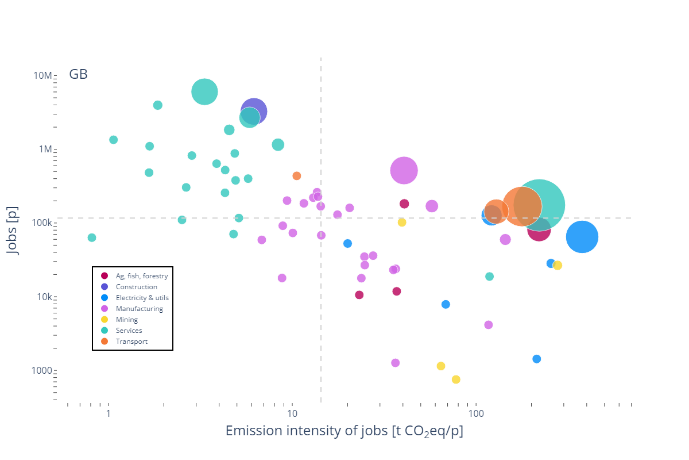 GB
10M
1M
100k
10k
1000
Jobs [p]
Ag, fish, forestry
Construction
Electricity & utils
Manufacturing
Mining
Services
Transport
1
10
100
Emission intensity of jobs [t CO₂eq/p]